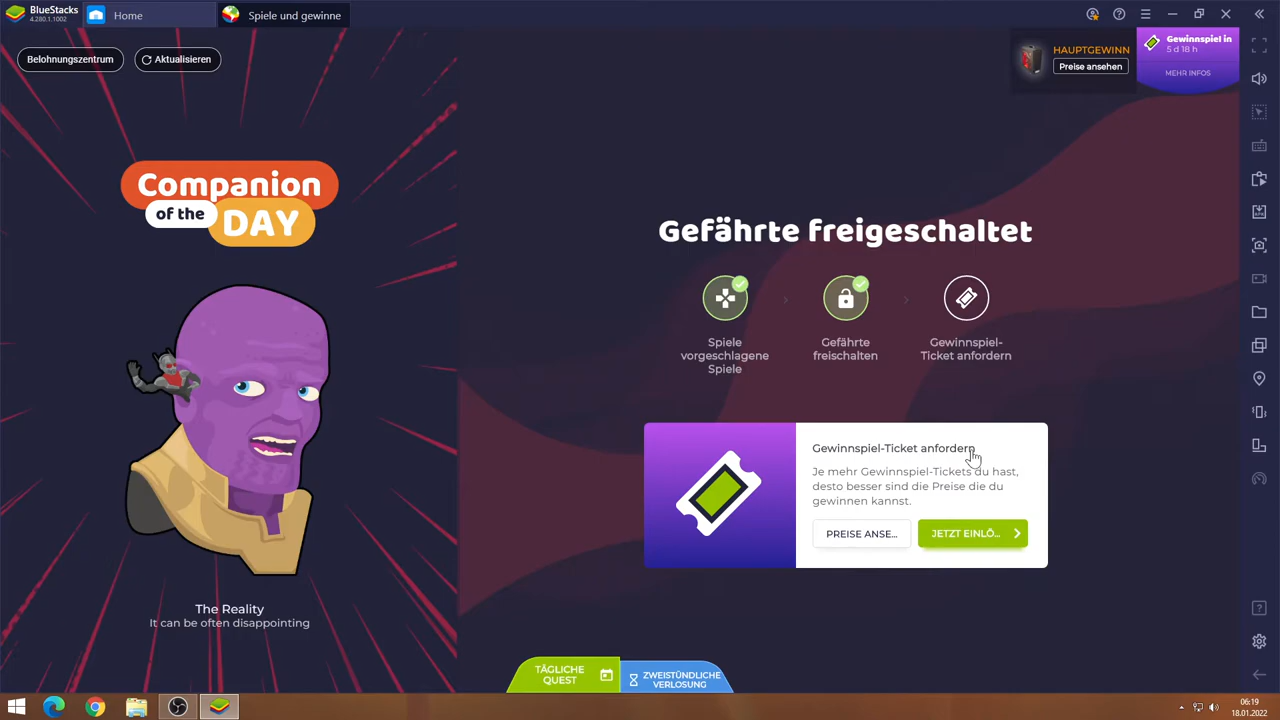 BlueStacks
4.280.1.1002
Home
Spiele und gewinne
Belohnungszentrum
Aktualisieren
HAUPTGEWINN
Preise ansehen
Gewinnspiel in
5 d 18 h
MEHR INFOS
Companion
of the
DAY
Gefährte freigeschaltet
Spiele
vorgeschlagene
Spiele
Gefährte
freischalten
Gewinnspiel-
Ticket anfordern
Gewinnspiel-Ticket anfordern
Je mehr Gewinnspiel-Tickets du hast,
desto besser sind die Preise die du
gewinnen kannst.
PREISE ANSE...
JETZT EINLÖ...
The Reality
It can be often disappointing
TÄGLICHE
QUEST
ZWEISTÜNDLICHE
VERLOSUNG
06:19
18.01.2022